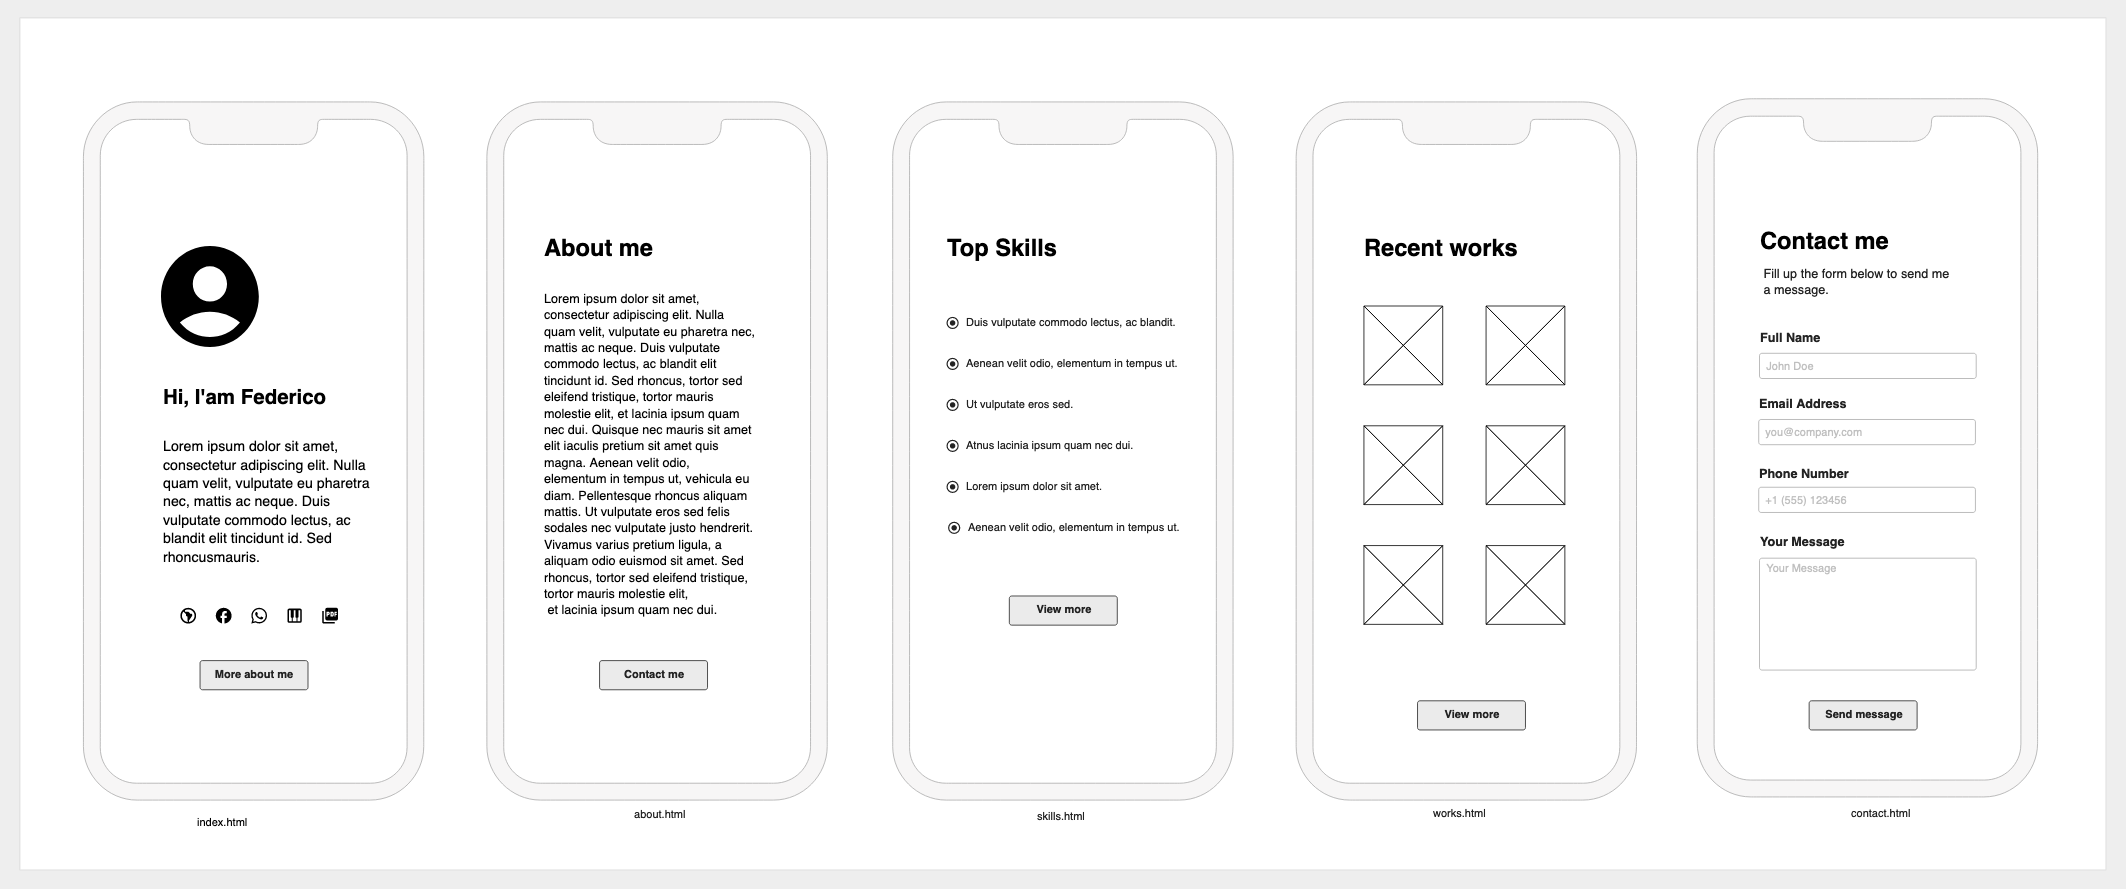 Hi, I'am Federico
Lorem ipsum dolor sit amet,
consectetur adipiscing elit. Nulla
quam velit, vulputate eu pharetra
nec, mattis ac neque. Duis
vulputate commodo lectus, ac
blandit elit tincidunt id. Sed
rhoncusmauris.
PDF
More about me
index.html
About me
Lorem ipsum dolor sit amet,
consectetur adipiscing elit. Nulla
quam velit, vulputate eu pharetra nec,
mattis ac neque. Duis vulputate
commodo lectus, ac blandit elit
tincidunt id. Sed rhoncus, tortor sed
eleifend tristique, tortor mauris
molestie elit, et lacinia ipsum quam
nec dui. Quisque nec mauris sit amet
elit iaculis pretium sit amet quis
magna. Aenean velit odio,
elementum in tempus ut, vehicula eu
diam. Pellentesque rhoncus aliquam
mattis. Ut vulputate eros sed felis
sodales nec vulputate justo hendrerit.
Vivamus varius pretium ligula, a
aliquam odio euismod sit amet. Sed
rhoncus, tortor sed eleifend tristique,
tortor mauris molestie elit,
et lacinia ipsum quam nec dui.
Contact me
about.html
Top Skills
Duis vulputate commodo lectus, ac blandit.
Aenean velit odio, elementum in tempus ut.
Ut vulputate eros sed.
Atnus lacinia ipsum quam nec dui.
Lorem ipsum dolor sit amet.
Aenean velit odio, elementum in tempus ut.
View more
skills.html
Recent works
View more
works.html
Contact me
Fill up the form below to send me
a message.
Full Name
John Doe
Email Address
you@company.com
Phone Number
+1 (555) 123456
Your Message
Your Message
Send message
contact.html